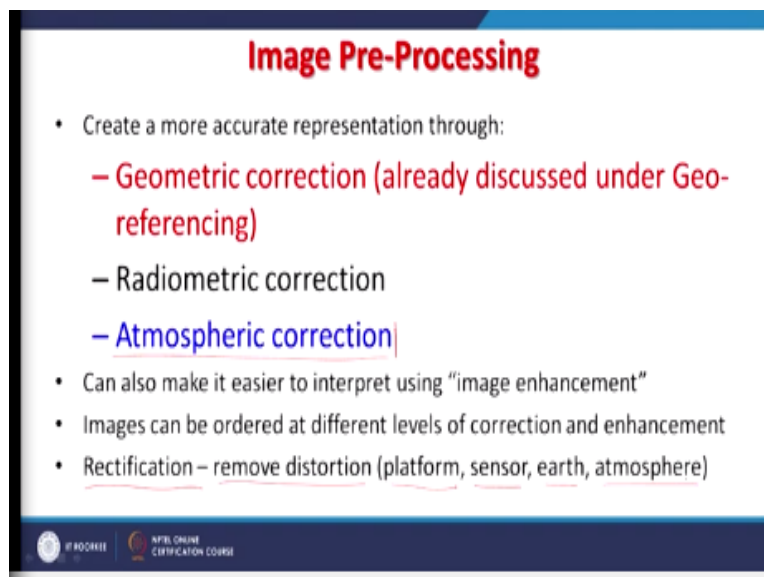 Image Pre-Processing
• Create a more accurate representation through:
– Geometric correction (already discussed under Geo-
referencing)
– Radiometric correction
– Atmospheric correction
• Can also make it easier to interpret using “image enhancement”
• Images can be ordered at different levels of correction and enhancement
• Rectification – remove distortion (platform, sensor, earth, atmosphere)
IIT ROORKEE
NPTEL ONLINE
CERTIFICATION COURSE